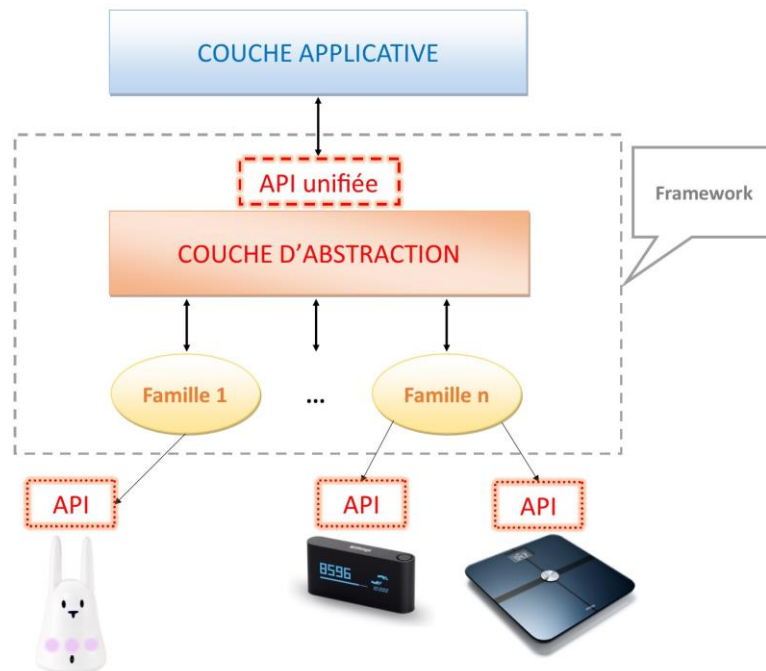 COUCHE APPLICATIVE
API unifiée
Framework
COUCHE D’ABSTRACTION
Famille 1
...
Famille n
API
API
API
8596